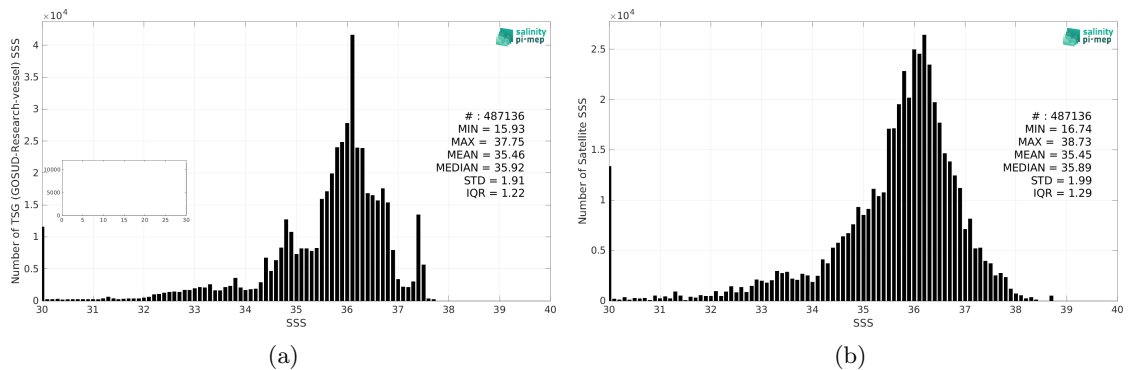 ×10⁴
4
3.5
3
2.5
2
1.5
1
0.5
0
Number of TSG (GOSUD-Research-vessel) SSS
10000
5000
0
0 5 10 15 20 25 30
salinity
pi-mep
# : 487136
MIN = 15.93
MAX = 37.75
MEAN = 35.46
MEDIAN = 35.92
STD = 1.91
IQR = 1.22
30 31 32 33 34 35 36 37 38 39 40
SSS
(a)
×10⁴
2.5
2
1.5
1
0.5
0
Number of Satellite SSS
salinity
pi-mep
# : 487136
MIN = 16.74
MAX = 38.73
MEAN = 35.45
MEDIAN = 35.89
STD = 1.99
IQR = 1.29
30 31 32 33 34 35 36 37 38 39 40
SSS
(b)